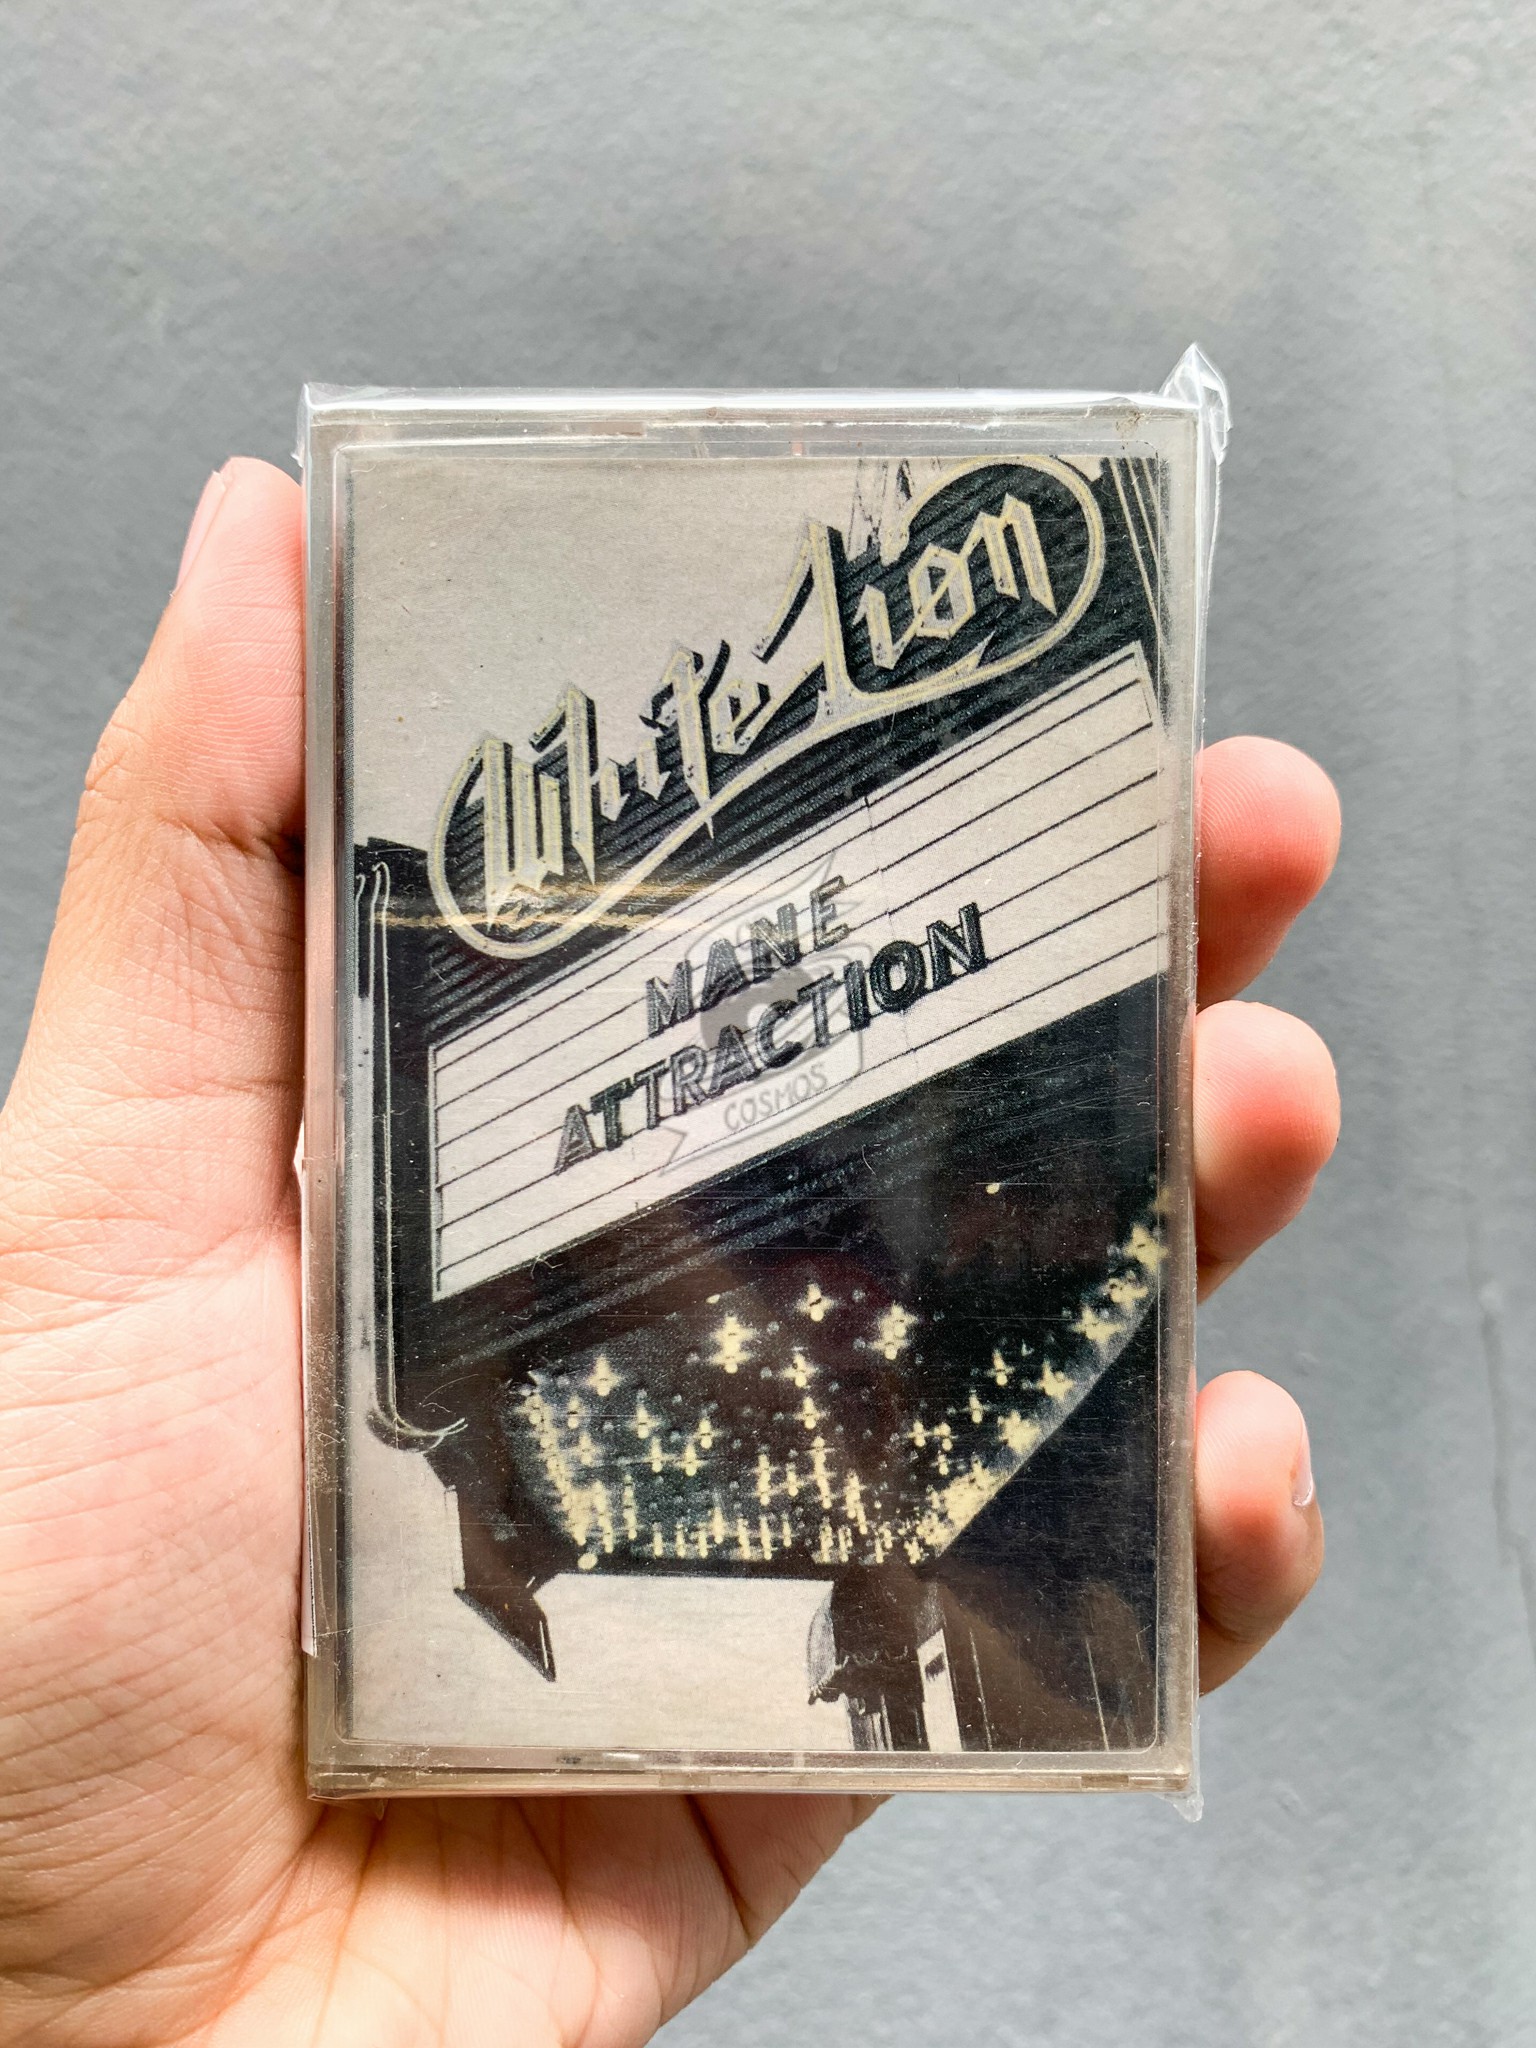 White Lion
MANE
ATTRACTION
COSMOS